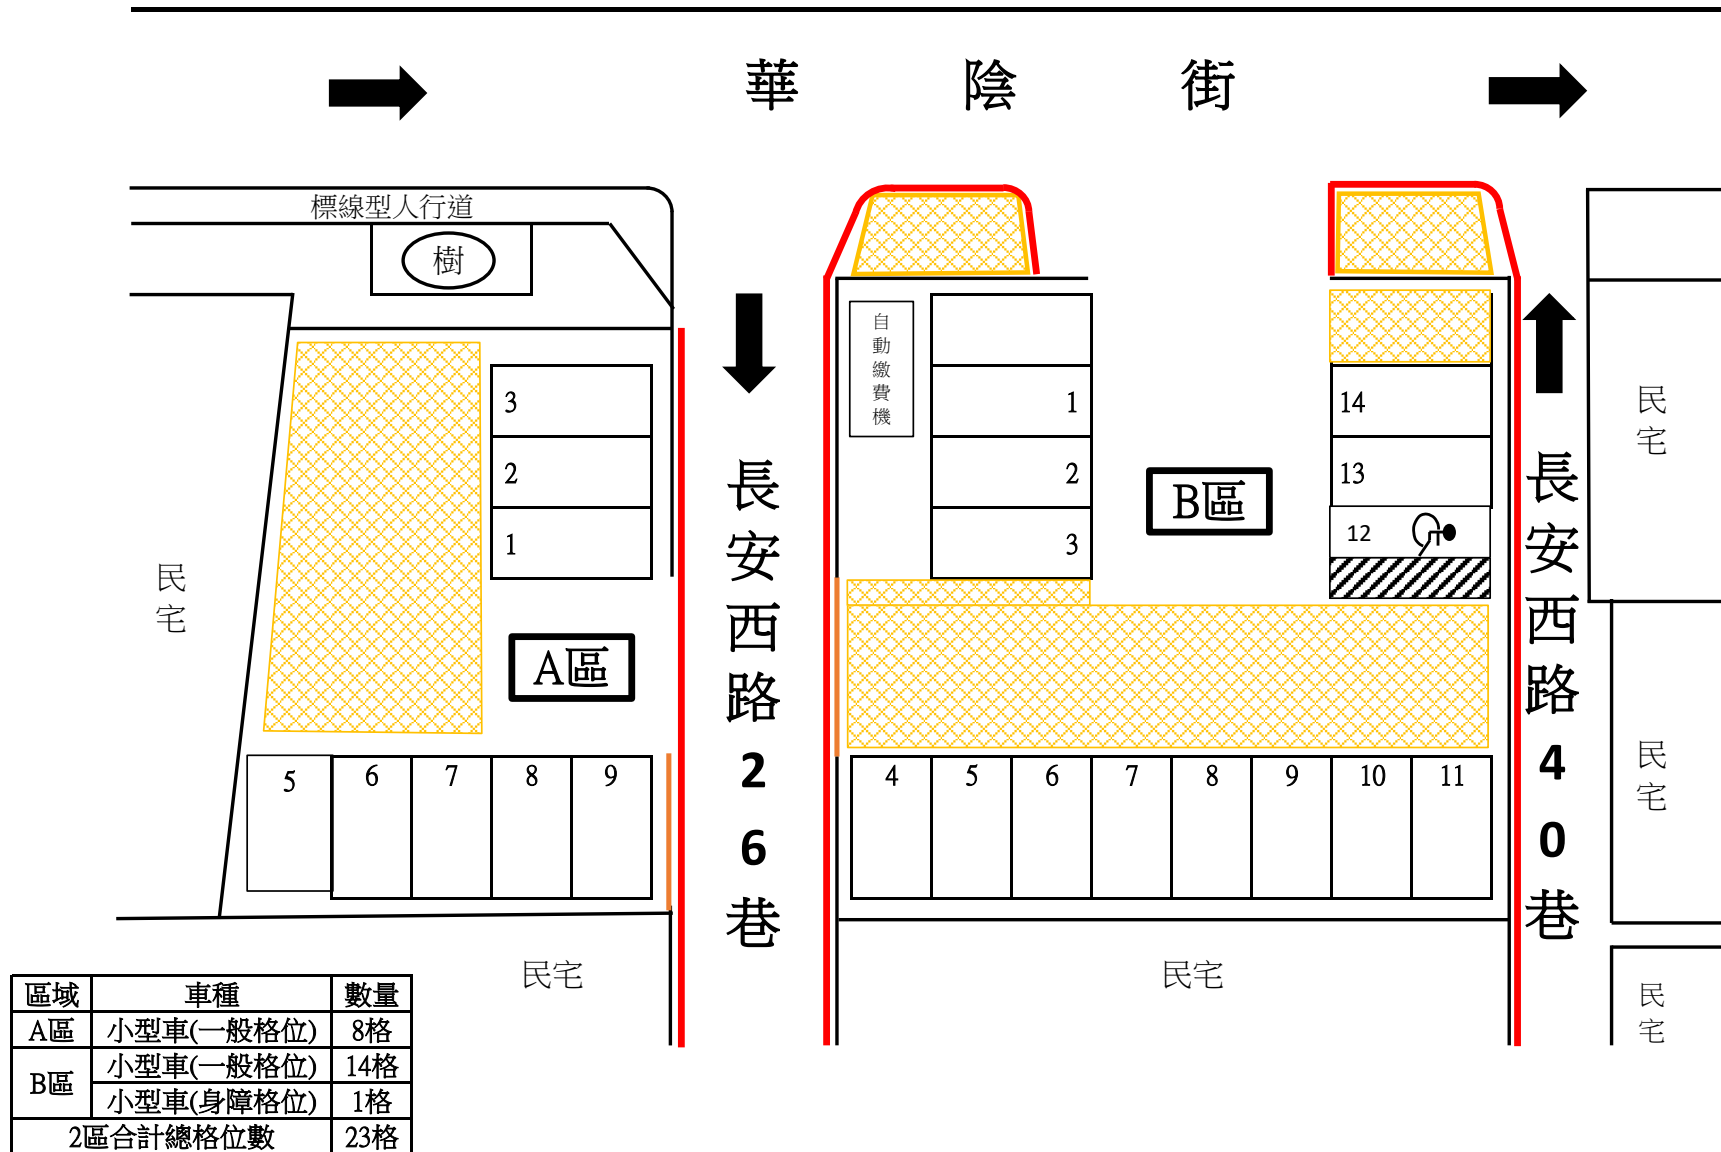 華陰街
標線型人行道
樹
自動繳費機
3
2
1
A區
5 6 7 8 9
長安西路26巷
1
2
3
B區
14
13
12
4 5 6 7 8 9 10 11
長安西路40巷
民宅
民宅
民宅
民宅
民宅
民宅
區域 車種 數量
A區 小型車(一般格位) 8格
B區 小型車(一般格位) 14格
小型車(身障格位) 1格
2區合計總格位數 23格